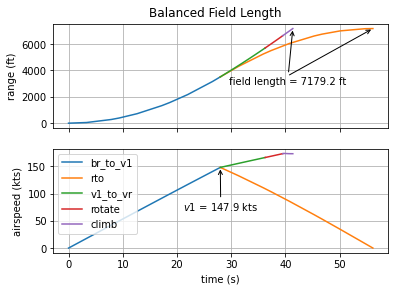 Balanced Field Length
6000
4000
2000
0
range (ft)
field length = 7179.2 ft
150
100
50
0
airspeed (kts)
br_to_v1
rto
v1_to_vr
rotate
climb
v1 = 147.9 kts
0 10 20 30 40 50
time (s)